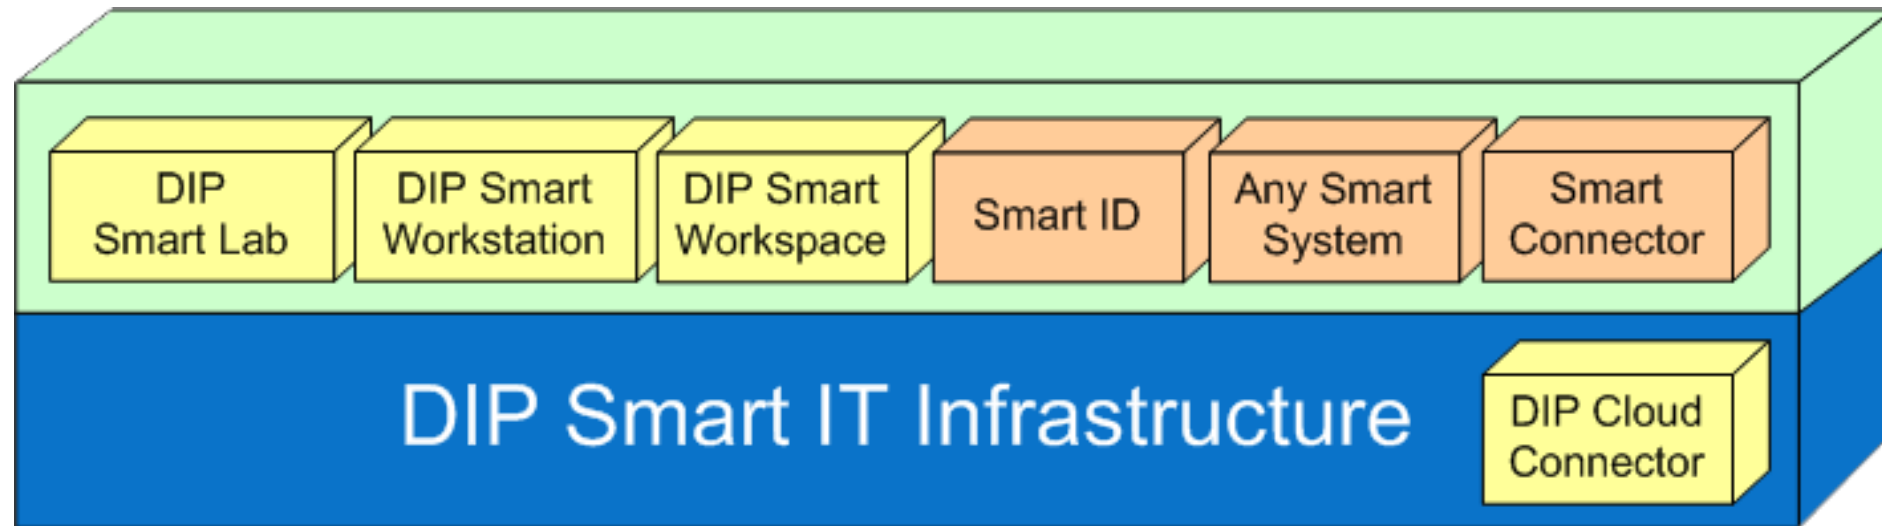 DIP
Smart Lab
DIP Smart
Workstation
DIP Smart
Workspace
Smart ID
Any Smart
System
Smart
Connector
DIP Smart IT Infrastructure
DIP Cloud
Connector